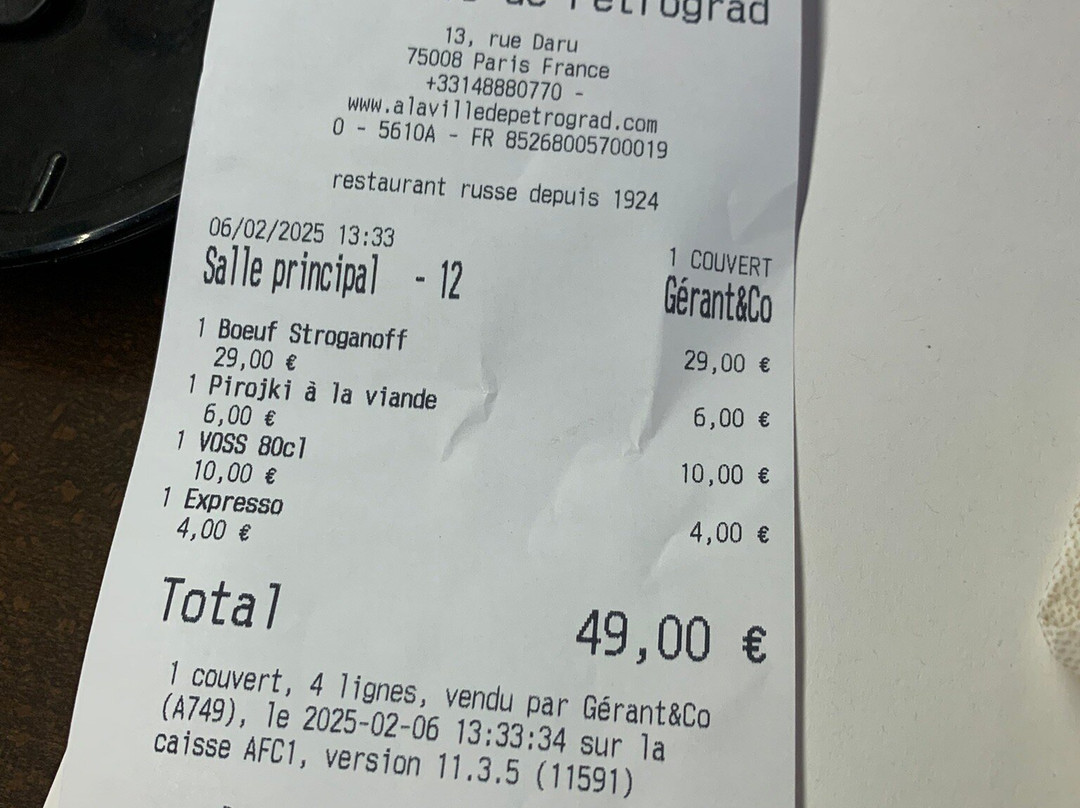 de Petrograd
13, rue Daru
75008 Paris France
+33148880770 -
www.alavilledepetrograd.com
0 - 5610A - FR 85268005700019
restaurant russe depuis 1924
06/02/2025 13:33
1 COUVERT
Salle principal - 12
Gérant&Co
1 Boeuf Stroganoff
29,00 € 29,00 €
1 Pirojki à la viande
6,00 € 6,00 €
1 VOSS 80cl
10,00 € 10,00 €
1 Expresso
4,00 € 4,00 €
Total 49,00 €
1 couvert, 4 lignes, vendu par Gérant&Co
(A749), le 2025-02-06 13:33:34 sur la
caisse AFC1, version 11.3.5 (11591)